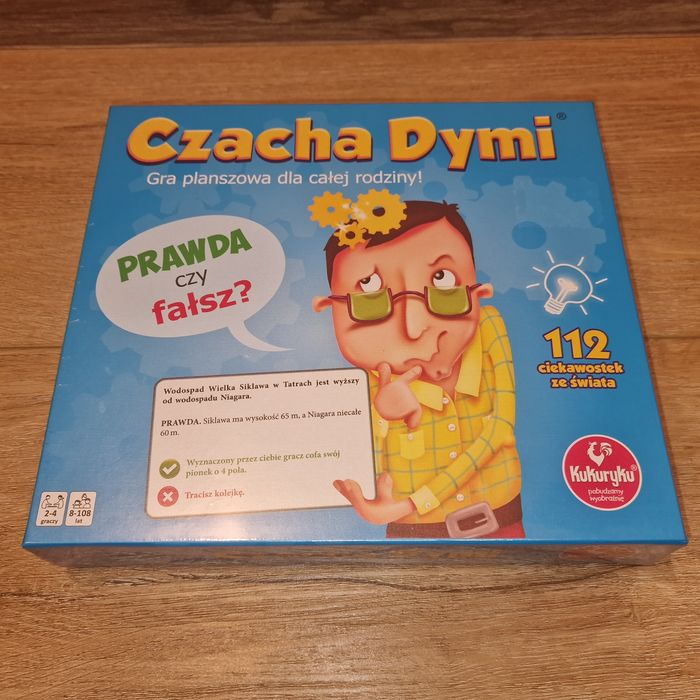 Czacha Dymi®
Gra planszowa dla całej rodziny!
PRAWDA
czy
fałsz?
112
ciekawostek
ze świata
Wodospad Wielka Siklawa w Tatrach jest wyższy
od wodospadu Niagara.
PRAWDA. Siklawa ma wysokość 65 m, a Niagara niecałe
60 m.
Wyznaczony przez ciebie gracz cofa swój
pionek o 4 pola.
Tracisz kolejkę.
KuKuryKu®
pobudzamy
wyobraźnię
2-4
graczy
8-108
lat